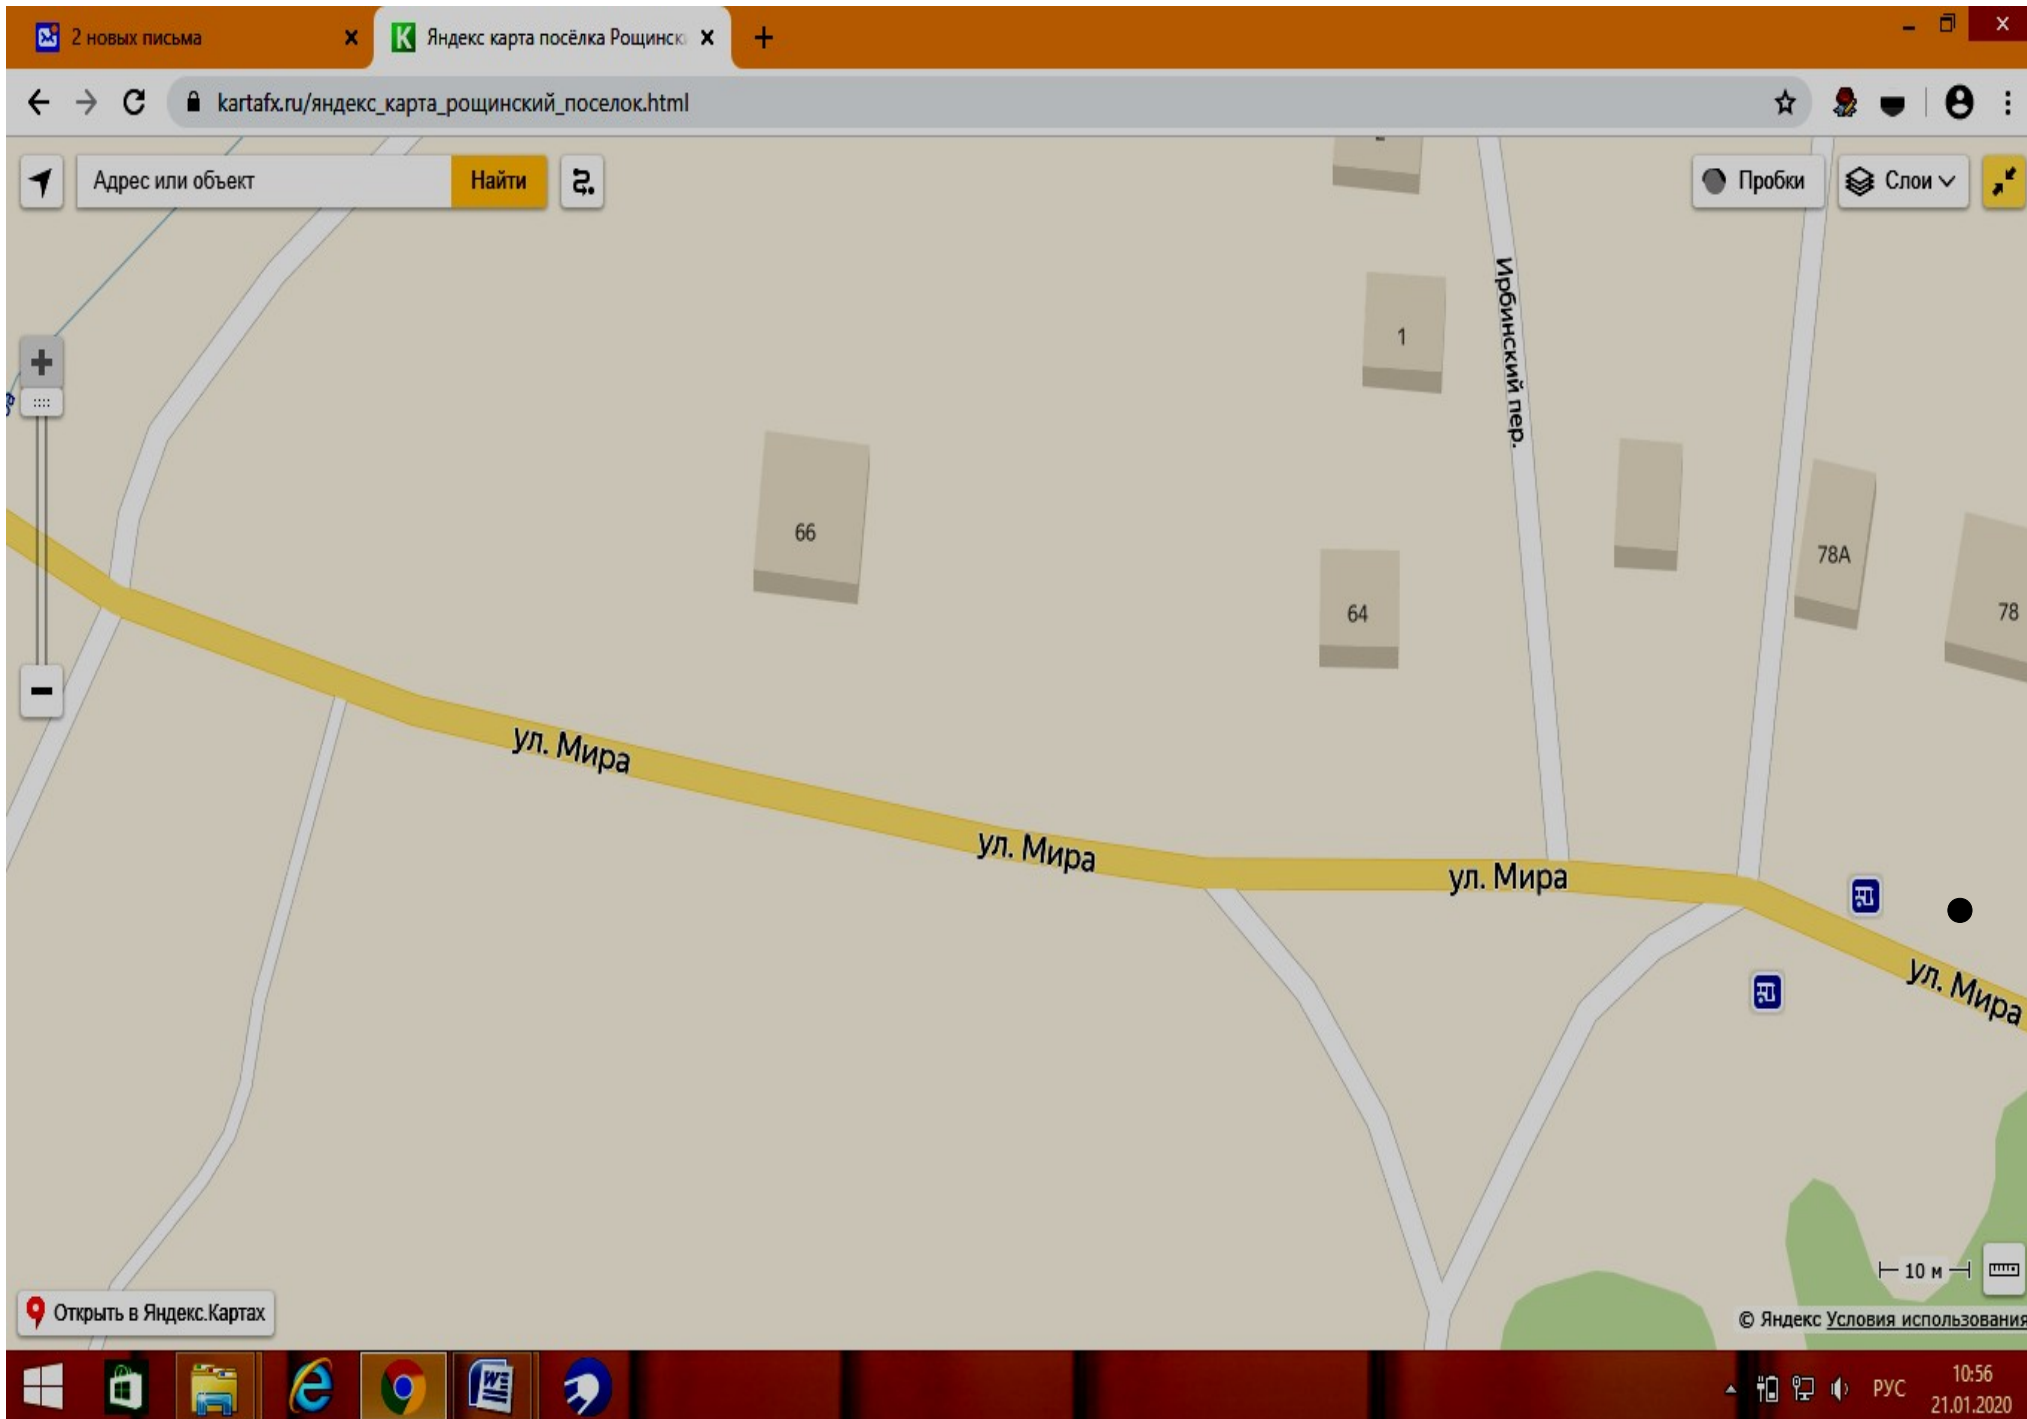 2 новых письма
Яндекс карта посёлка Рощинск
kartafx.ru/яндекс_карта_рощинский_поселок.html
Адрес или объект
Найти
Пробки
Слои
Ирбинский пер.
1
66
64
78А
78
ул. Мира
ул. Мира
ул. Мира
ул. Мира
10 м
Открыть в Яндекс.Картах
© Яндекс Условия использования
РУС
10:56
21.01.2020